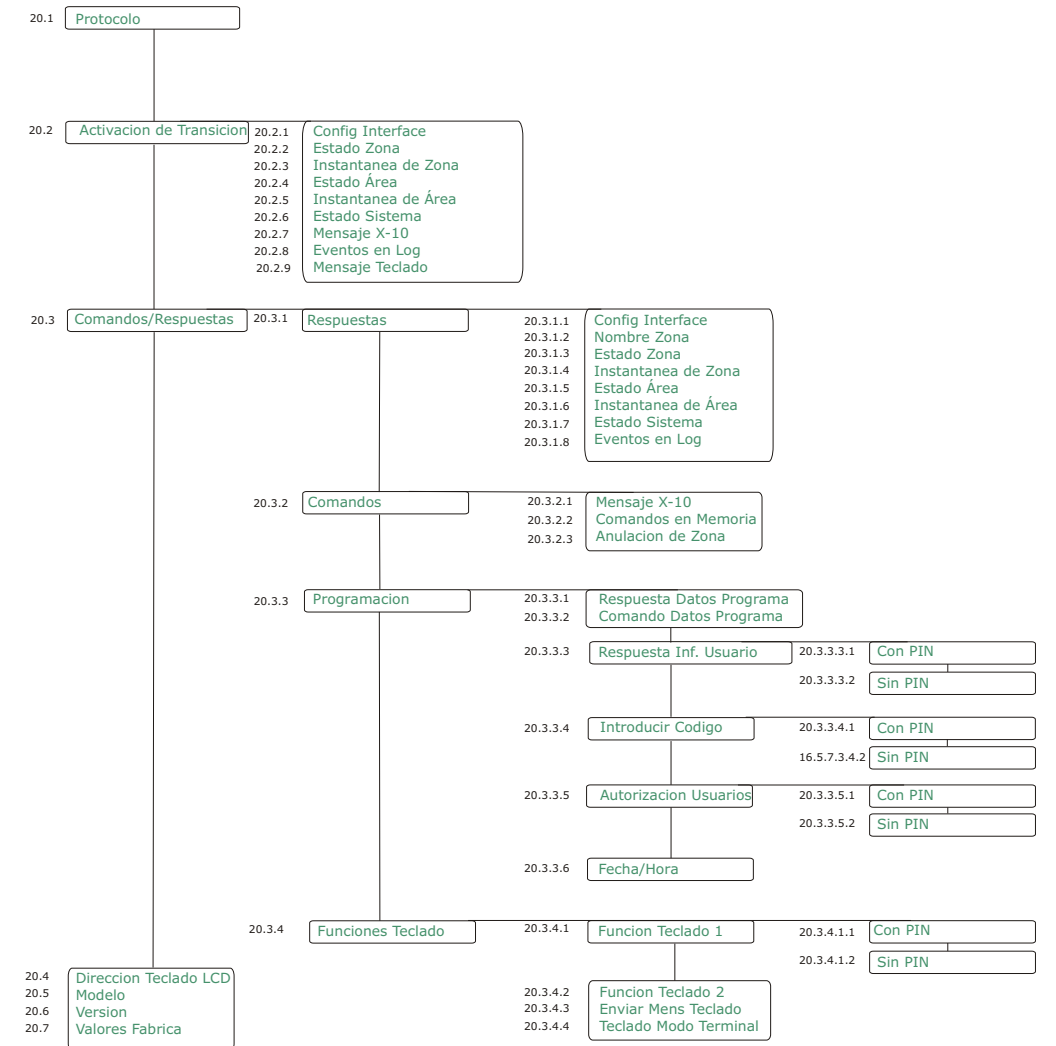 20.1 Protocolo
20.2 Activacion de Transicion
20.2.1 Config Interface
20.2.2 Estado Zona
20.2.3 Instantanea de Zona
20.2.4 Estado Área
20.2.5 Instantanea de Área
20.2.6 Estado Sistema
20.2.7 Mensaje X-10
20.2.8 Eventos en Log
20.2.9 Mensaje Teclado
20.3 Comandos/Respuestas
20.3.1 Respuestas
20.3.1.1 Config Interface
20.3.1.2 Nombre Zona
20.3.1.3 Estado Zona
20.3.1.4 Instantanea de Zona
20.3.1.5 Estado Área
20.3.1.6 Instantanea de Área
20.3.1.7 Estado Sistema
20.3.1.8 Eventos en Log
20.3.2 Comandos
20.3.2.1 Mensaje X-10
20.3.2.2 Comandos en Memoria
20.3.2.3 Anulacion de Zona
20.3.3 Programacion
20.3.3.1 Respuesta Datos Programa
20.3.3.2 Comando Datos Programa
20.3.3.3 Respuesta Inf. Usuario
20.3.3.3.1 Con PIN
20.3.3.3.2 Sin PIN
20.3.3.4 Introducir Codigo
20.3.3.4.1 Con PIN
16.5.7.3.4.2 Sin PIN
20.3.3.5 Autorizacion Usuarios
20.3.3.5.1 Con PIN
20.3.3.5.2 Sin PIN
20.3.3.6 Fecha/Hora
20.3.4 Funciones Teclado
20.3.4.1 Funcion Teclado 1
20.3.4.1.1 Con PIN
20.3.4.1.2 Sin PIN
20.3.4.2 Funcion Teclado 2
20.3.4.3 Enviar Mens Teclado
20.3.4.4 Teclado Modo Terminal
20.4 Direccion Teclado LCD
20.5 Modelo
20.6 Version
20.7 Valores Fabrica